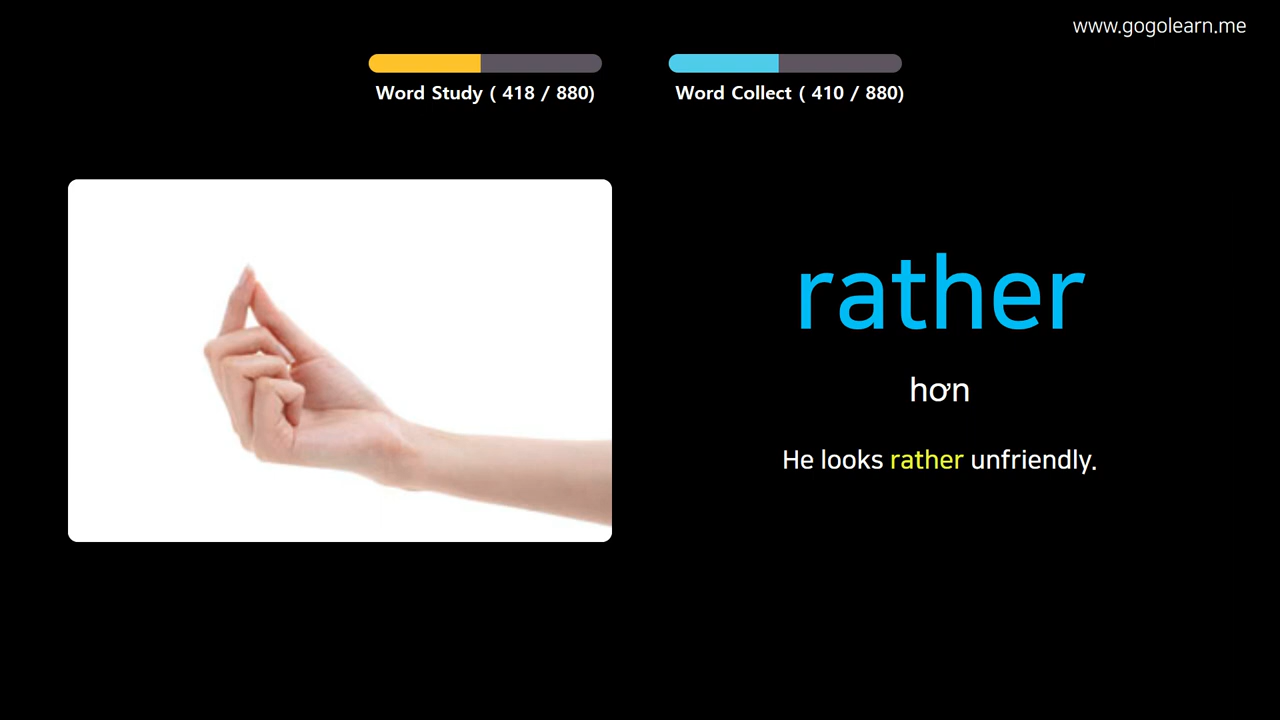 www.gogolearn.me
Word Study ( 418 / 880)
Word Collect ( 410 / 880)
rather
hơn
He looks rather unfriendly.